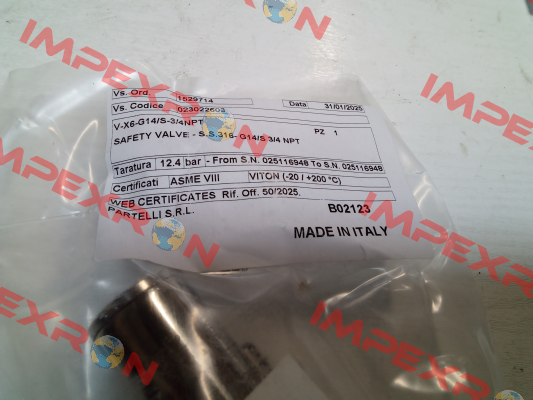 IMPEXRON
Vs. Ord. 1529714 Data 31/01/2025
Vs. Codice 023022603
V-X6-G14/S-3/4NPT
SAFETY VALVE - S.S.316- G14/S 3/4 NPT PZ 1
Taratura 12.4 bar - From S.N. 025116948 To S.N. 025116948
Certificati ASME VIII VITON (-20 / +200 °C)
WEB CERTIFICATES Rif. Off. 50/2025.
BARTELLI S.R.L. B02123
MADE IN ITALY
IMPEXRON
IMPEXRON
IMPEXRON